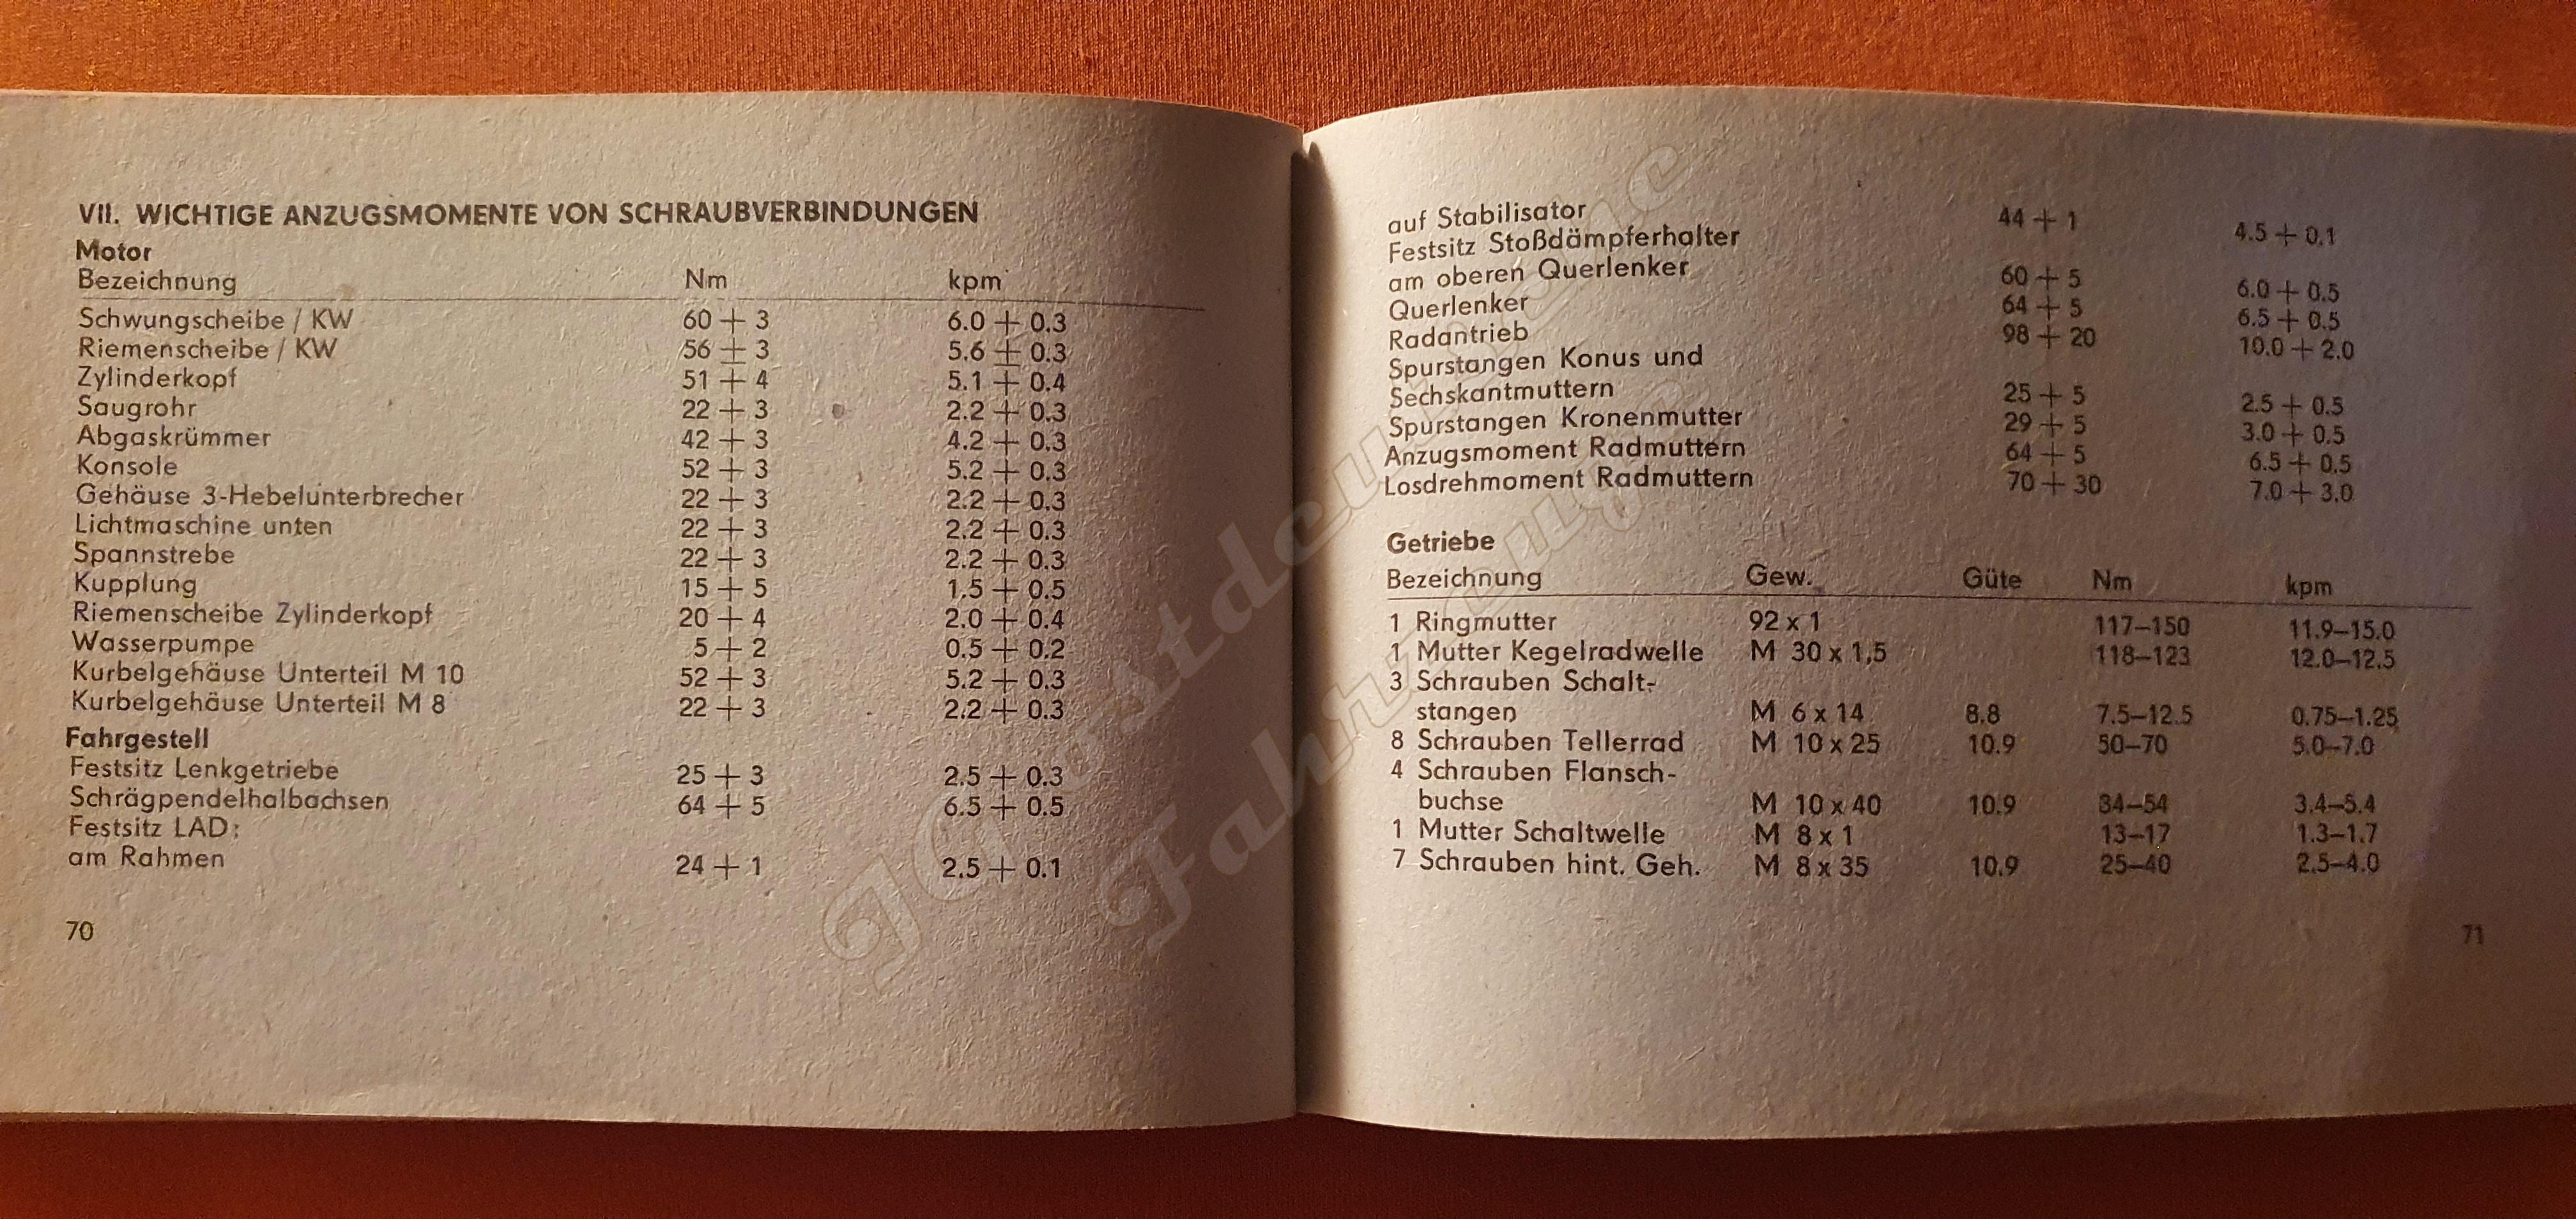 VII. WICHTIGE ANZUGSMOMENTE VON SCHRAUBVERBINDUNGEN
Motor
Bezeichnung Nm kpm
Schwungscheibe / KW 60 + 3 6.0 + 0.3
Riemenscheibe / KW 56 ± 3 5.6 ± 0.3
Zylinderkopf 51 + 4 5.1 + 0.4
Saugrohr 22 + 3 2.2 + 0.3
Abgaskrümmer 42 + 3 4.2 + 0.3
Konsole 52 + 3 5.2 + 0.3
Gehäuse 3-Hebelunterbrecher 22 + 3 2.2 + 0.3
Lichtmaschine unten 22 + 3 2.2 + 0.3
Spannstrebe 22 + 3 2.2 + 0.3
Kupplung 15 + 5 1.5 + 0.5
Riemenscheibe Zylinderkopf 20 + 4 2.0 + 0.4
Wasserpumpe 5 + 2 0.5 + 0.2
Kurbelgehäuse Unterteil M 10 52 + 3 5.2 + 0.3
Kurbelgehäuse Unterteil M 8 22 + 3 2.2 + 0.3
Fahrgestell
Festsitz Lenkgetriebe 25 + 3 2.5 + 0.3
Schrägpendelhalbachsen 64 + 5 6.5 + 0.5
Festsitz LAD:
am Rahmen 24 + 1 2.5 + 0.1
70
auf Stabilisator 44 + 1 4.5 + 0.1
Festsitz Stoßdämpferhalter
am oberen Querlenker 60 + 5 6.0 + 0.5
Querlenker 64 + 5 6.5 + 0.5
Radantrieb 98 + 20 10.0 + 2.0
Spurstangen Konus und
Sechskantmuttern 25 + 5 2.5 + 0.5
Spurstangen Kronenmutter 29 + 5 3.0 + 0.5
Anzugsmoment Radmuttern 64 + 5 6.5 + 0.5
Losdrehmoment Radmuttern 70 + 30 7.0 + 3.0
Getriebe
Bezeichnung Gew. Güte Nm kpm
1 Ringmutter 92 x 1 117–150 11.9–15.0
1 Mutter Kegelradwelle M 30 x 1,5 118–123 12.0–12.5
3 Schrauben Schalt-
stangen M 6 x 14 8.8 7.5–12.5 0.75–1.25
8 Schrauben Tellerrad M 10 x 25 10.9 50–70 5.0–7.0
4 Schrauben Flansch-
buchse M 10 x 40 10.9 34–54 3.4–5.4
1 Mutter Schaltwelle M 8 x 1 13–17 1.3–1.7
7 Schrauben hint. Geh. M 8 x 35 10.9 25–40 2.5–4.0
71